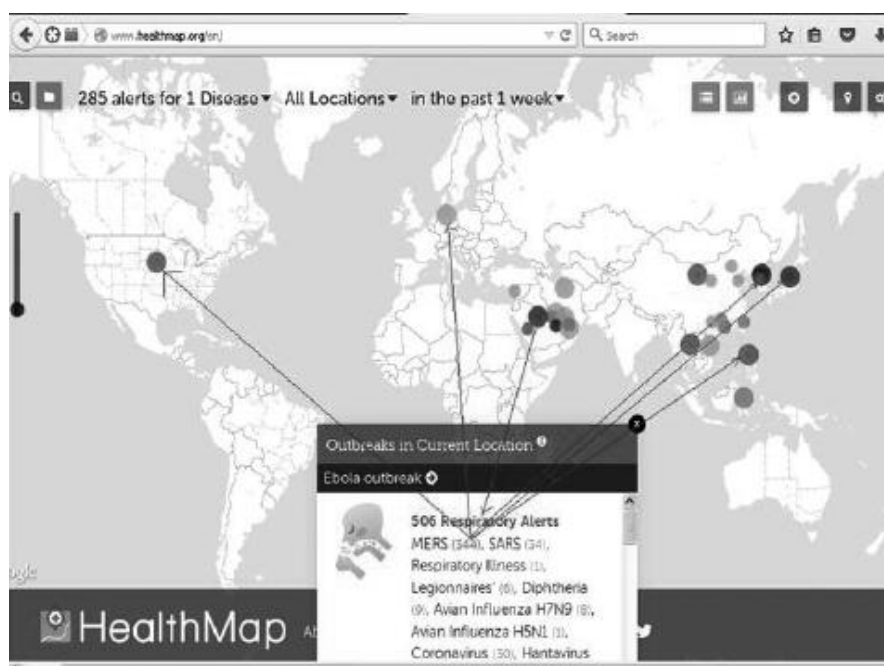 www.healthmap.org/en/
Search
285 alerts for 1 Disease All Locations in the past 1 week
Outbreaks in Current Location
Ebola outbreak
506 Respiratory Alerts
MERS (344), SARS (34),
Respiratory Illness (1),
Legionnaires' (6), Diphtheria
(9), Avian Influenza H7N9 (8),
Avian Influenza H5N1 (1),
Coronavirus (30), Hantavirus
HealthMap